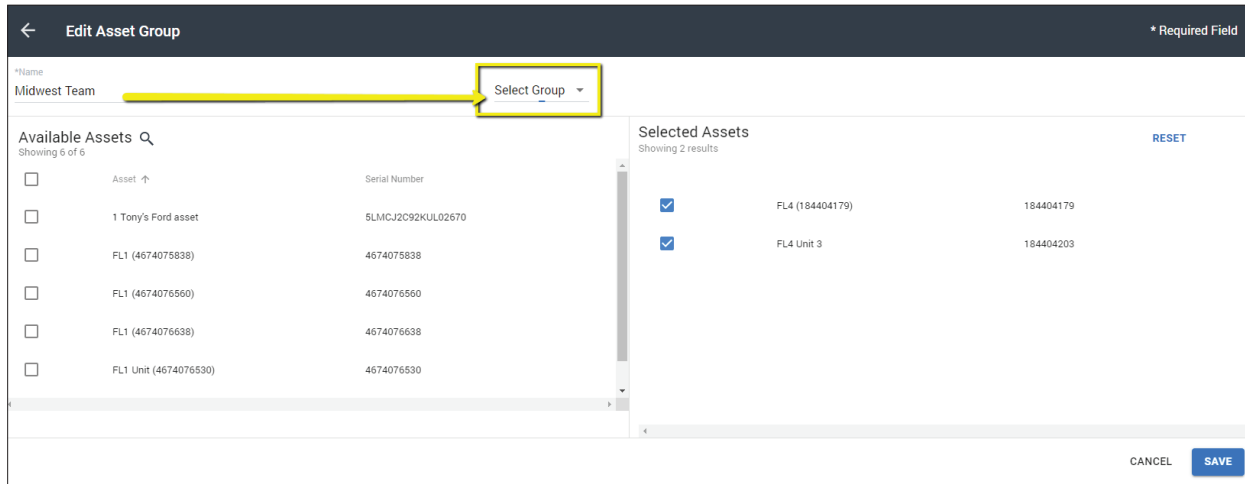 Edit Asset Group
* Required Field
*Name
Midwest Team
Select Group
Available Assets
Showing 6 of 6
Asset Serial Number
1 Tony's Ford asset 5LMCJ2C92KUL02670
FL1 (4674075838) 4674075838
FL1 (4674076560) 4674076560
FL1 (4674076638) 4674076638
FL1 Unit (4674076530) 4674076530
Selected Assets
Showing 2 results
RESET
FL4 (184404179) 184404179
FL4 Unit 3 184404203
CANCEL
SAVE